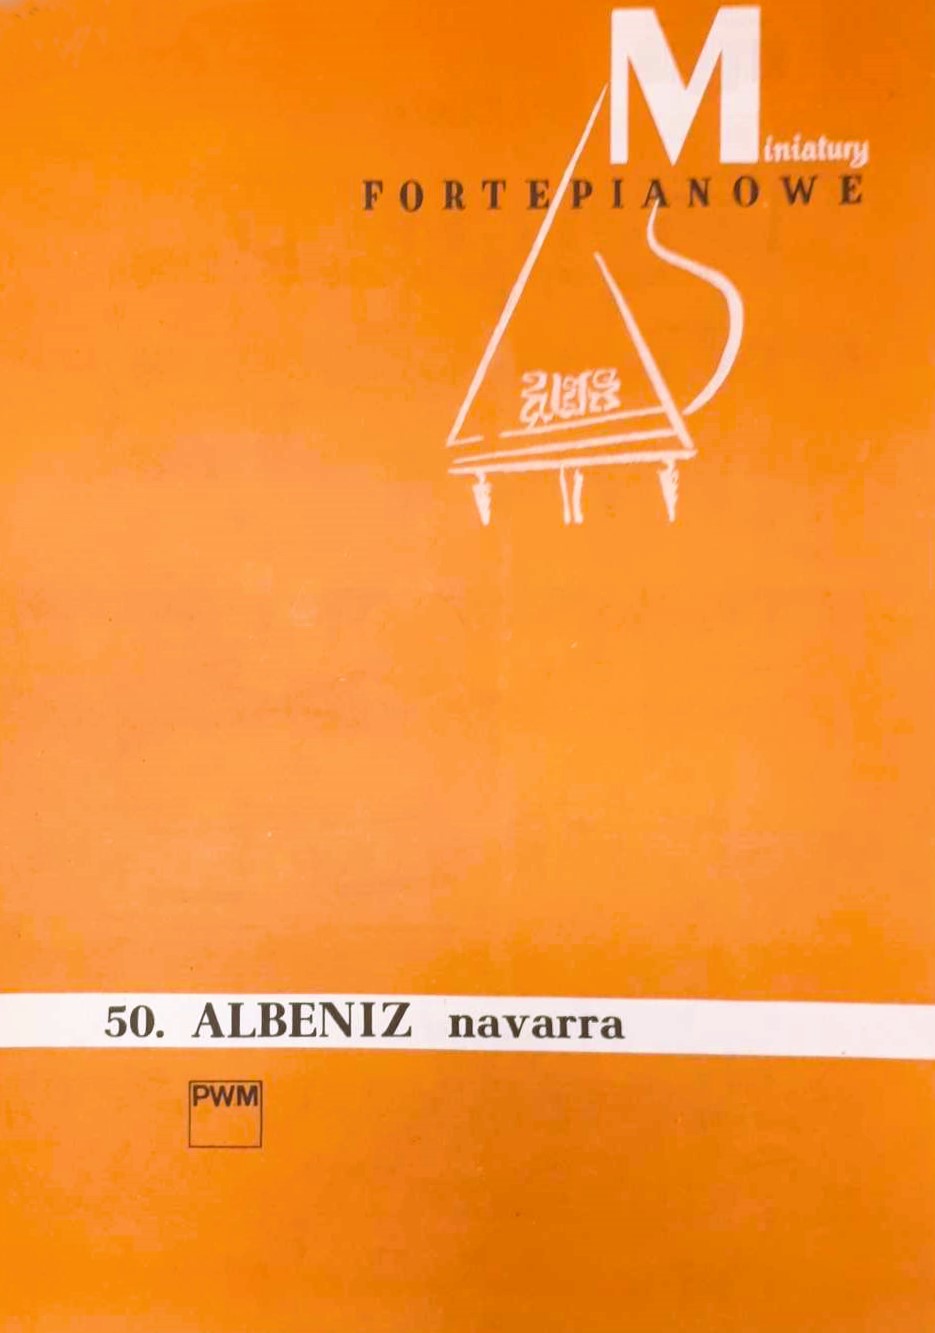 Miniatury
FORTEPIANOWE
50. ALBENIZ navarra
PWM